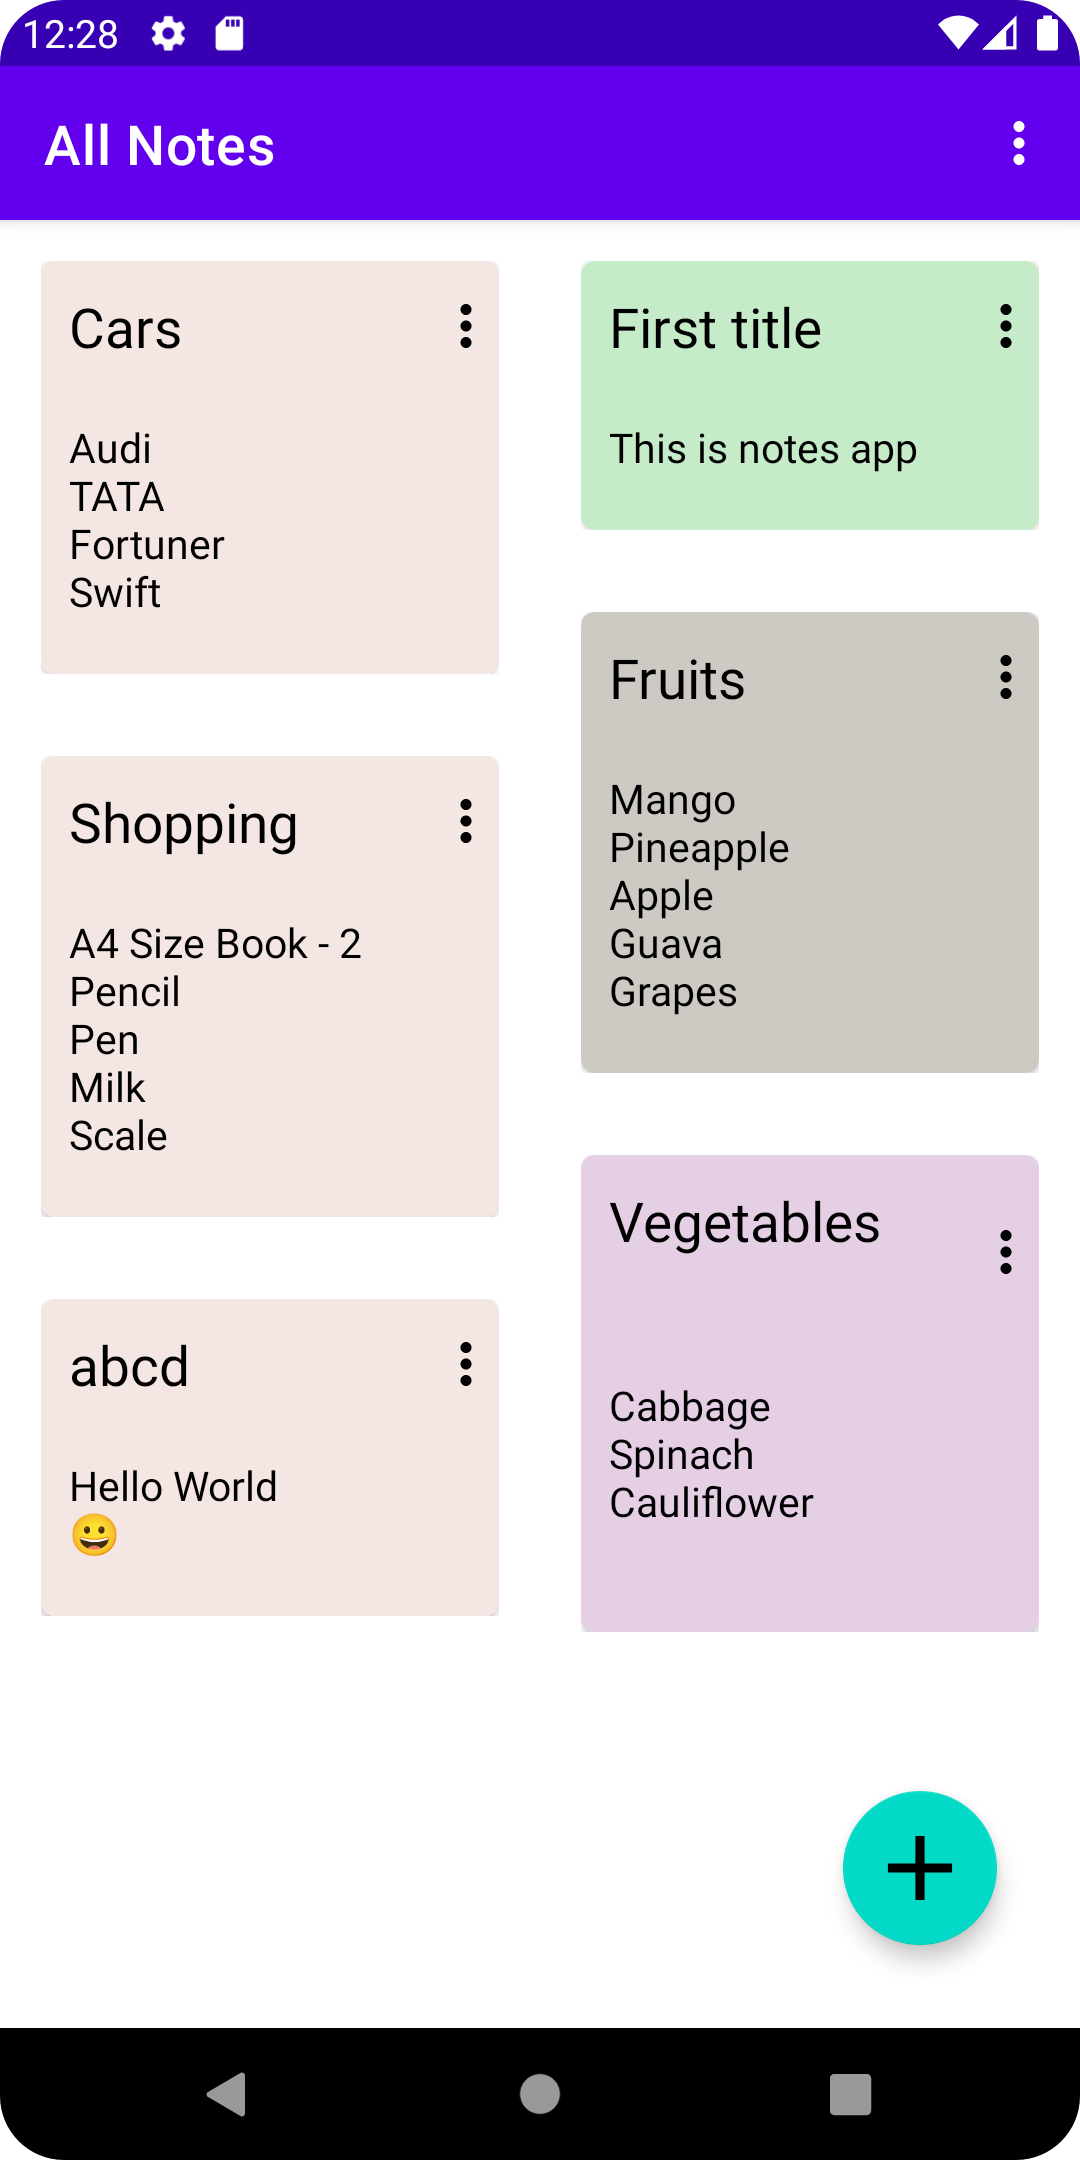 12:28
All Notes
Cars
Audi
TATA
Fortuner
Swift
First title
This is notes app
Shopping
A4 Size Book - 2
Pencil
Pen
Milk
Scale
Fruits
Mango
Pineapple
Apple
Guava
Grapes
abcd
Hello World
😀
Vegetables
Cabbage
Spinach
Cauliflower